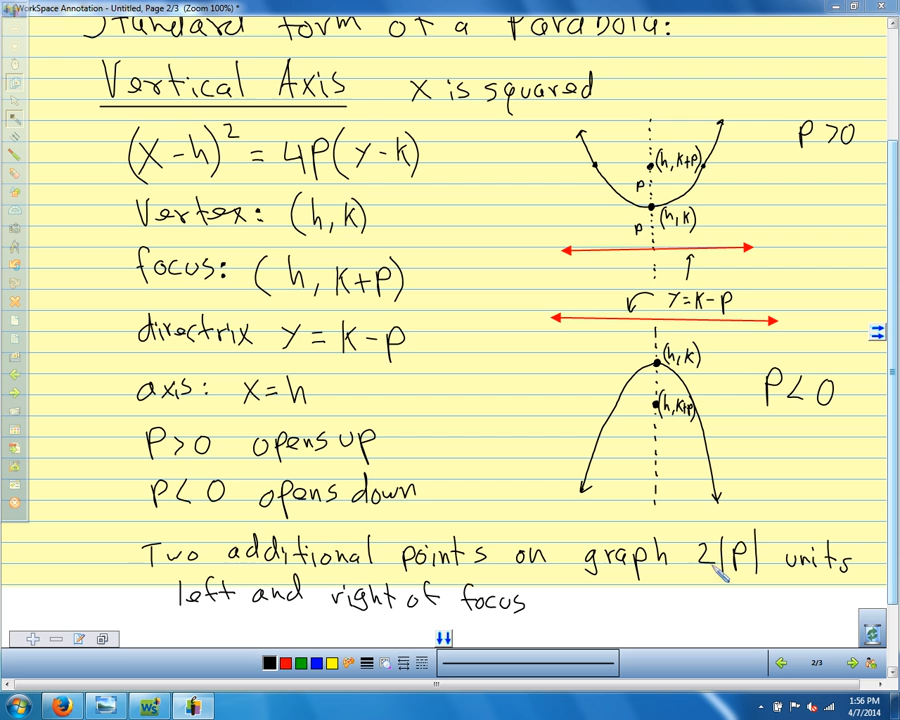 WorkSpace Annotation - Untitled, Page 2/3 (Zoom 100%) *
Standard form of a Parabola:
Vertical Axis x is squared
(x-h)² = 4P(y-k)
P>0
Vertex: (h, k)
(h, k+p)
P
(h, k)
P
focus: (h, k+p)
y=k-p
directrix y = k-p
(h, k)
axis: x=h
P<0
(h, k+p)
P>0 opens up
P<0 opens down
Two additional points on graph 2|P| units
left and right of focus
2/3
1:56 PM
4/7/2014